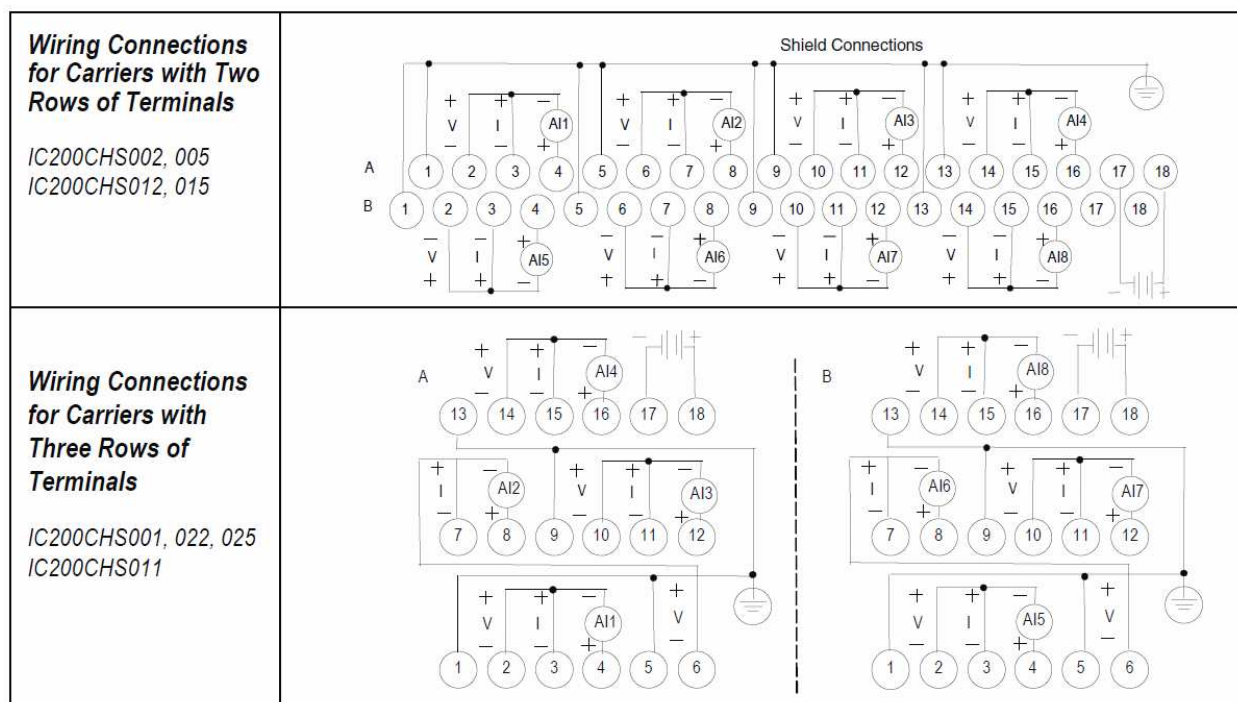 Wiring Connections
for Carriers with Two
Rows of Terminals
IC200CHS002, 005
IC200CHS012, 015
Shield Connections
+ − + − + − + −
V I AI1 V I AI2 V I AI3 V I AI4
− − + − − + − − + − − +
A 1 2 3 4 5 6 7 8 9 10 11 12 13 14 15 16 17 18
B 1 2 3 4 5 6 7 8 9 10 11 12 13 14 15 16 17 18
− − + − − + − − + − − +
V I AI5 V I AI6 V I AI7 V I AI8
+ + − + + − + + − + + − − +
Wiring Connections
for Carriers with
Three Rows of
Terminals
IC200CHS001, 022, 025
IC200CHS011
A
+ + − − +
V I AI4
− − +
13 14 15 16 17 18
+ − + + −
I AI2 V I AI3
− + − − +
7 8 9 10 11 12
+ + − +
V I AI1 V
− − + −
1 2 3 4 5 6
B
+ + − − +
V I AI8
− − +
13 14 15 16 17 18
+ − + + −
I AI6 V I AI7
− + − − +
7 8 9 10 11 12
+ + − +
V I AI5 V
− − + −
1 2 3 4 5 6